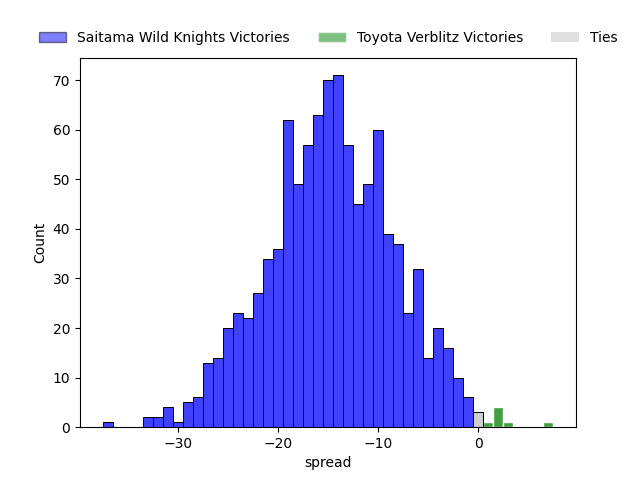 Saitama Wild Knights Victories Toyota Verblitz Victories Ties
70
60
50
40
30
20
10
0
Count
−30 −20 −10 0
spread